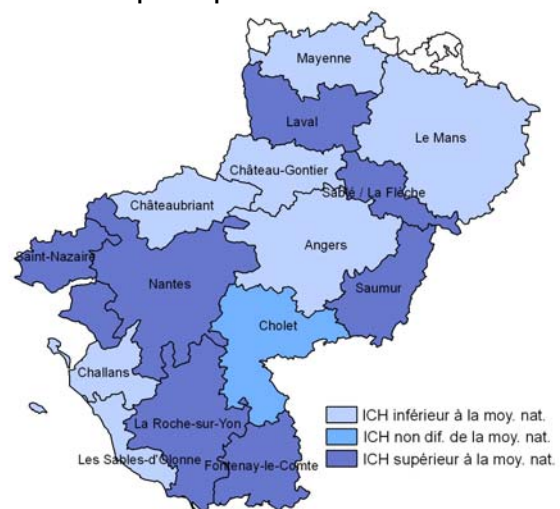 Mayenne
Laval
Le Mans
Château-Gontier
Sablé / La Flèche
Châteaubriant
Angers
Saint-Nazaire
Nantes
Saumur
Cholet
Challans
La Roche-sur-Yon
Les Sables-d'Olonne
Fontenay-le-Comte
ICH inférieur à la moy. nat.
ICH non dif. de la moy. nat.
ICH supérieur à la moy. nat.